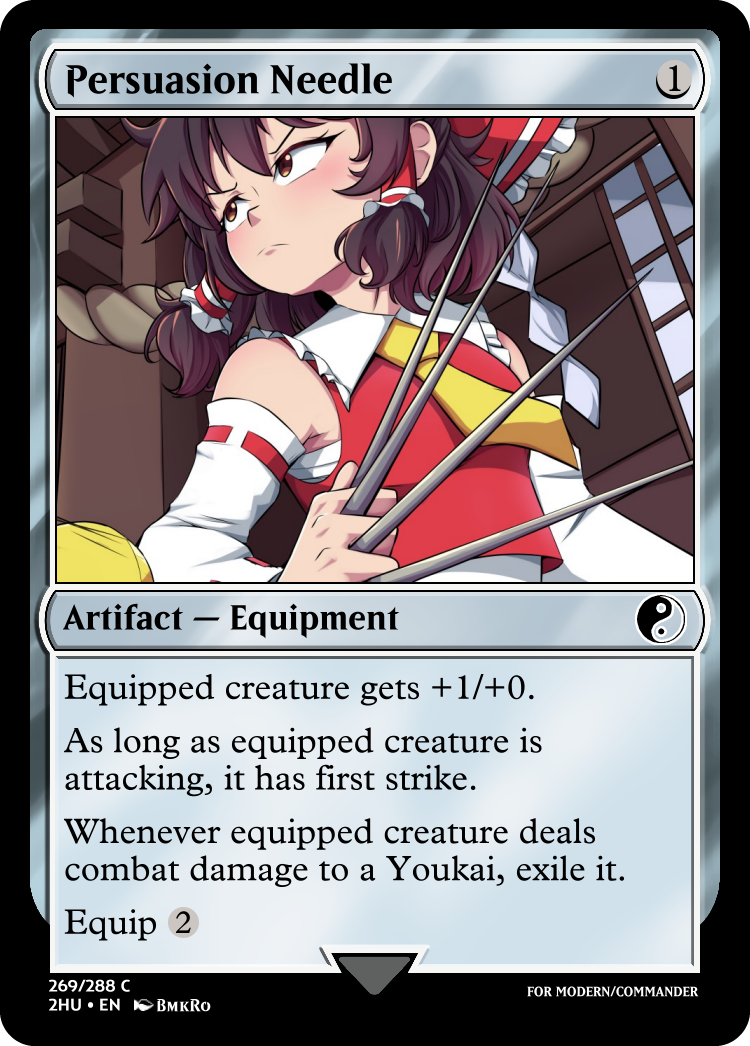 Persuasion Needle 1
Artifact — Equipment
Equipped creature gets +1/+0.
As long as equipped creature is
attacking, it has first strike.
Whenever equipped creature deals
combat damage to a Youkai, exile it.
Equip 2
269/288 C
2HU • EN BMKRO
FOR MODERN/COMMANDER